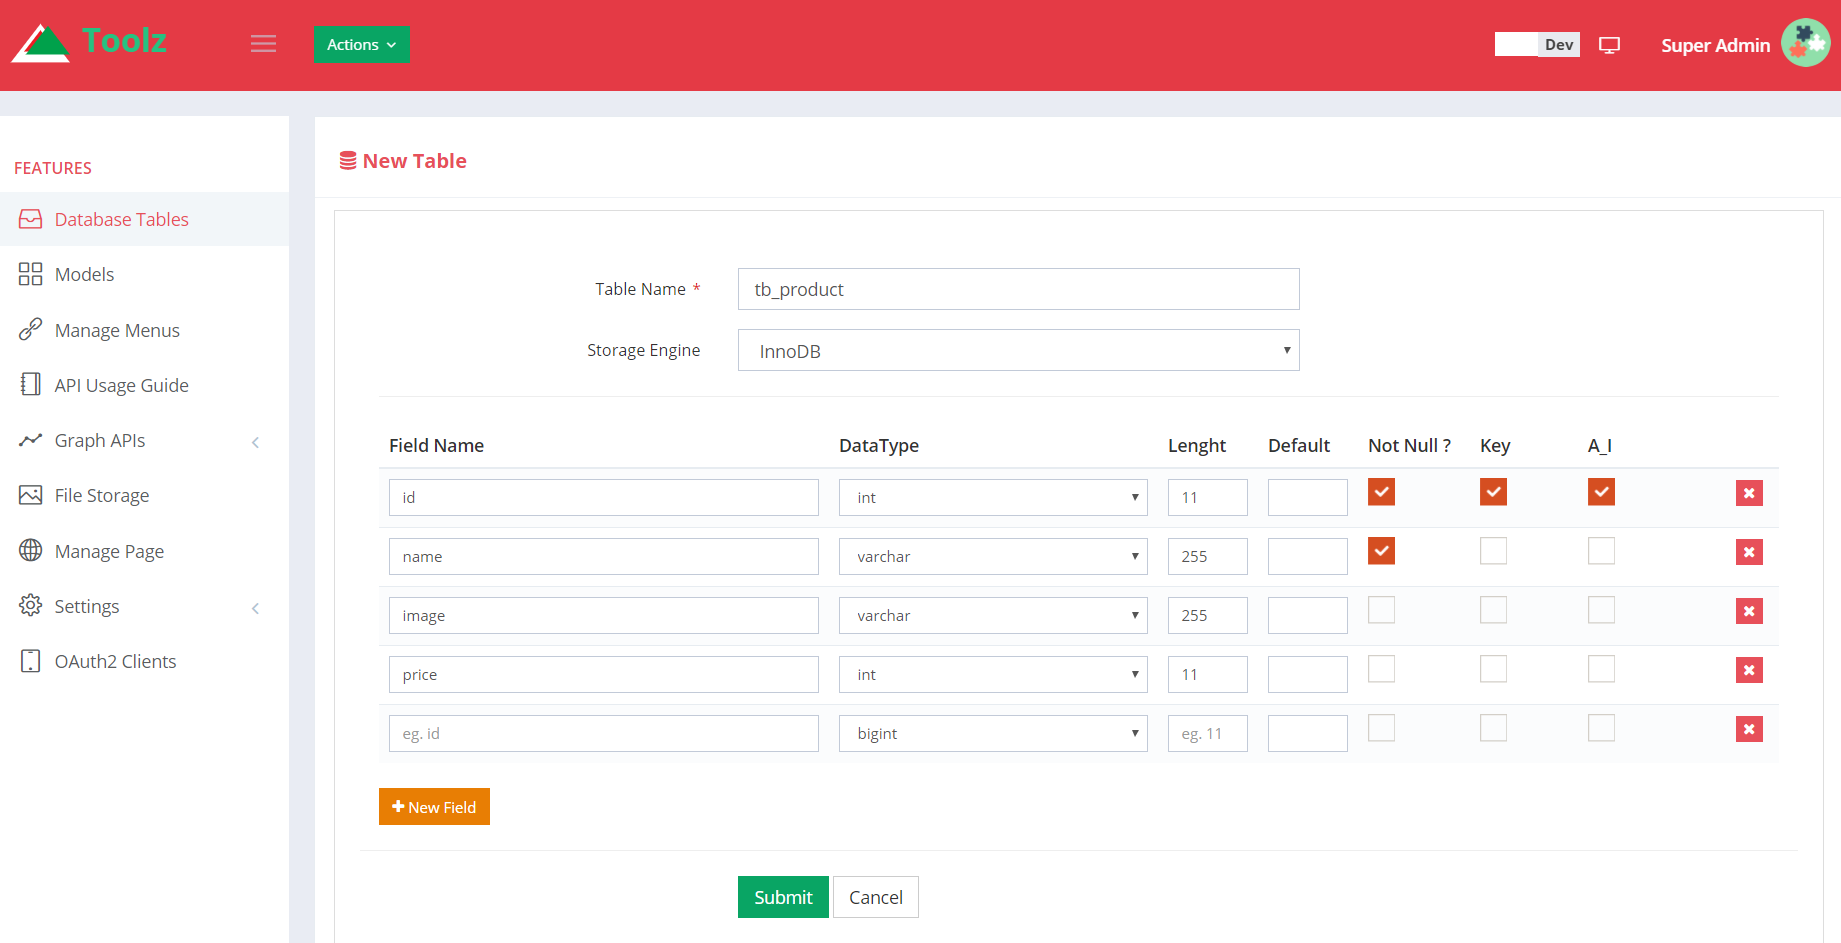 Toolz
Actions
Dev
Super Admin
FEATURES
Database Tables
Models
Manage Menus
API Usage Guide
Graph APIs
File Storage
Manage Page
Settings
OAuth2 Clients
New Table
Table Name *
tb_product
Storage Engine
InnoDB
Field Name DataType Lenght Default Not Null ? Key A_I
id int 11
name varchar 255
image varchar 255
price int 11
eg. id bigint eg. 11
New Field
Submit Cancel